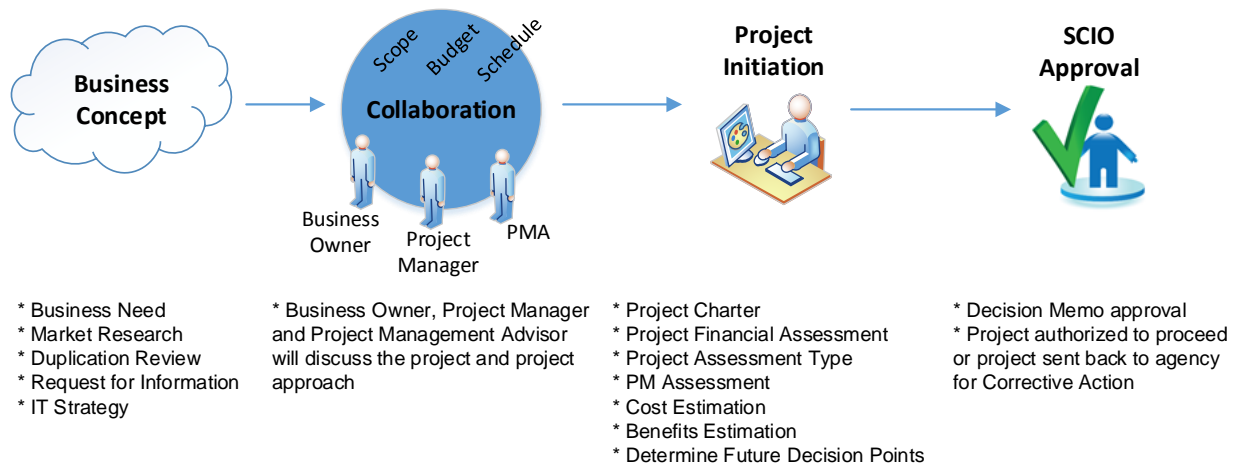 Business
Concept
Scope
Budget
Schedule
Collaboration
Business
Owner
Project
Manager
PMA
Project
Initiation
SCIO
Approval
* Business Need
* Market Research
* Duplication Review
* Request for Information
* IT Strategy
* Business Owner, Project Manager
and Project Management Advisor
will discuss the project and project
approach
* Project Charter
* Project Financial Assessment
* Project Assessment Type
* PM Assessment
* Cost Estimation
* Benefits Estimation
* Determine Future Decision Points
* Decision Memo approval
* Project authorized to proceed
or project sent back to agency
for Corrective Action